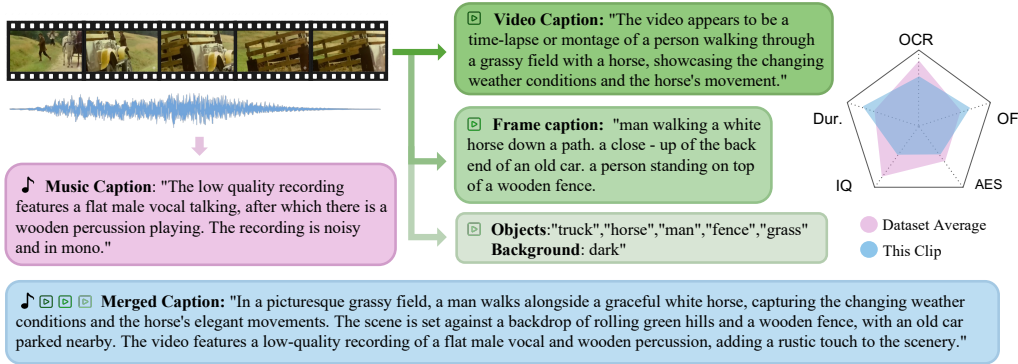 Video Caption: "The video appears to be a
time-lapse or montage of a person walking through
a grassy field with a horse, showcasing the changing
weather conditions and the horse's movement."
Frame caption: "man walking a white
horse down a path. a close - up of the back
end of an old car. a person standing on top
of a wooden fence.
Music Caption: "The low quality recording
features a flat male vocal talking, after which there is a
wooden percussion playing. The recording is noisy
and in mono."
Objects:"truck","horse","man","fence","grass"
Background: dark"
OCR
Dur.
OF
IQ
AES
Dataset Average
This Clip
Merged Caption: "In a picturesque grassy field, a man walks alongside a graceful white horse, capturing the changing weather
conditions and the horse's elegant movements. The scene is set against a backdrop of rolling green hills and a wooden fence, with an old car
parked nearby. The video features a low-quality recording of a flat male vocal and wooden percussion, adding a rustic touch to the scenery."